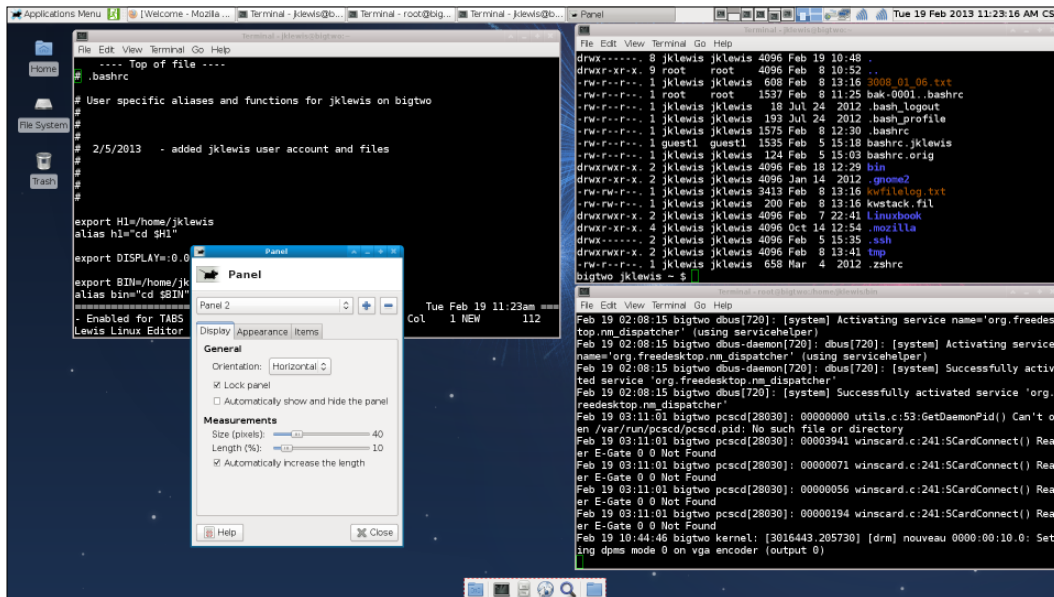 Applications Menu
[Welcome - Mozilla ...
Terminal - jklewis@b...
Terminal - root@big...
Terminal - jklewis@b...
Panel
Tue 19 Feb 2013 11:23:16 AM CS
Home
File System
Trash
Terminal - jklewis@bigtwo:~
File Edit View Terminal Go Help
---- Top of file ----
# .bashrc
# User specific aliases and functions for jklewis on bigtwo
#
#
#
# 2/5/2013 - added jklewis user account and files
#
#
#
#
export H1=/home/jklewis
alias h1="cd $H1"
export DISPLAY=:0.0
export BIN=/home/jk
alias bin="cd $BIN"
Tue Feb 19 11:23am ===
- Enabled for TABS
Col 1 NEW 112
Lewis Linux Editor
Panel
Panel
Panel 2
Display Appearance Items
General
Orientation: Horizontal
Lock panel
Automatically show and hide the panel
Measurements
Size (pixels): 40
Length (%): 10
Automatically increase the length
Help
Close
Terminal - jklewis@bigtwo:~
File Edit View Terminal Go Help
drwx------. 8 jklewis jklewis 4096 Feb 19 10:48 .
drwxr-xr-x. 9 root root 4096 Feb 8 10:52 ..
-rw-r--r--. 1 jklewis jklewis 608 Feb 8 13:16 3008_01_06.txt
-rw-r--r--. 1 root root 1537 Feb 8 11:25 bak-0001..bashrc
-rw-r--r--. 1 jklewis jklewis 18 Jul 24 2012 .bash_logout
-rw-r--r--. 1 jklewis jklewis 193 Jul 24 2012 .bash_profile
-rw-r--r--. 1 jklewis jklewis 1575 Feb 8 12:30 .bashrc
-rw-r--r--. 1 guest1 guest1 1535 Feb 5 15:18 bashrc.jklewis
-rw-r--r--. 1 jklewis jklewis 124 Feb 5 15:03 bashrc.orig
drwxrwxr-x. 2 jklewis jklewis 4096 Feb 18 12:29 bin
drwxr-xr-x. 2 jklewis jklewis 4096 Jan 14 2012 .gnome2
-rw-rw-r--. 1 jklewis jklewis 3413 Feb 8 13:16 kwfilelog.txt
-rw-rw-r--. 1 jklewis jklewis 200 Feb 8 13:16 kwstack.fil
drwxrwxr-x. 2 jklewis jklewis 4096 Feb 7 22:41 Linuxbook
drwxr-xr-x. 4 jklewis jklewis 4096 Oct 14 12:54 .mozilla
drwx------. 2 jklewis jklewis 4096 Feb 5 15:35 .ssh
drwxrwxr-x. 2 jklewis jklewis 4096 Feb 8 13:41 tmp
-rw-r--r--. 1 jklewis jklewis 658 Mar 4 2012 .zshrc
bigtwo jklewis ~ $
Terminal - root@bigtwo:/home/jklewis/bin
File Edit View Terminal Go Help
Feb 19 02:08:15 bigtwo dbus[720]: [system] Activating service name='org.freedes
top.nm_dispatcher' (using servicehelper)
Feb 19 02:08:15 bigtwo dbus-daemon[720]: dbus[720]: [system] Activating service
name='org.freedesktop.nm_dispatcher' (using servicehelper)
Feb 19 02:08:15 bigtwo dbus-daemon[720]: dbus[720]: [system] Successfully activ
ted service 'org.freedesktop.nm_dispatcher'
Feb 19 02:08:15 bigtwo dbus[720]: [system] Successfully activated service 'org.
reedesktop.nm_dispatcher'
Feb 19 03:11:01 bigtwo pcscd[28030]: 00000000 utils.c:53:GetDaemonPid() Can't o
en /var/run/pcscd/pcscd.pid: No such file or directory
Feb 19 03:11:01 bigtwo pcscd[28030]: 00003941 winscard.c:241:SCardConnect() Rea
er E-Gate 0 0 Not Found
Feb 19 03:11:01 bigtwo pcscd[28030]: 00000071 winscard.c:241:SCardConnect() Rea
er E-Gate 0 0 Not Found
Feb 19 03:11:01 bigtwo pcscd[28030]: 00000056 winscard.c:241:SCardConnect() Rea
er E-Gate 0 0 Not Found
Feb 19 03:11:01 bigtwo pcscd[28030]: 00000194 winscard.c:241:SCardConnect() Rea
er E-Gate 0 0 Not Found
Feb 19 10:44:46 bigtwo kernel: [3016443.205730] [drm] nouveau 0000:00:10.0: Set
ing dpms mode 0 on vga encoder (output 0)